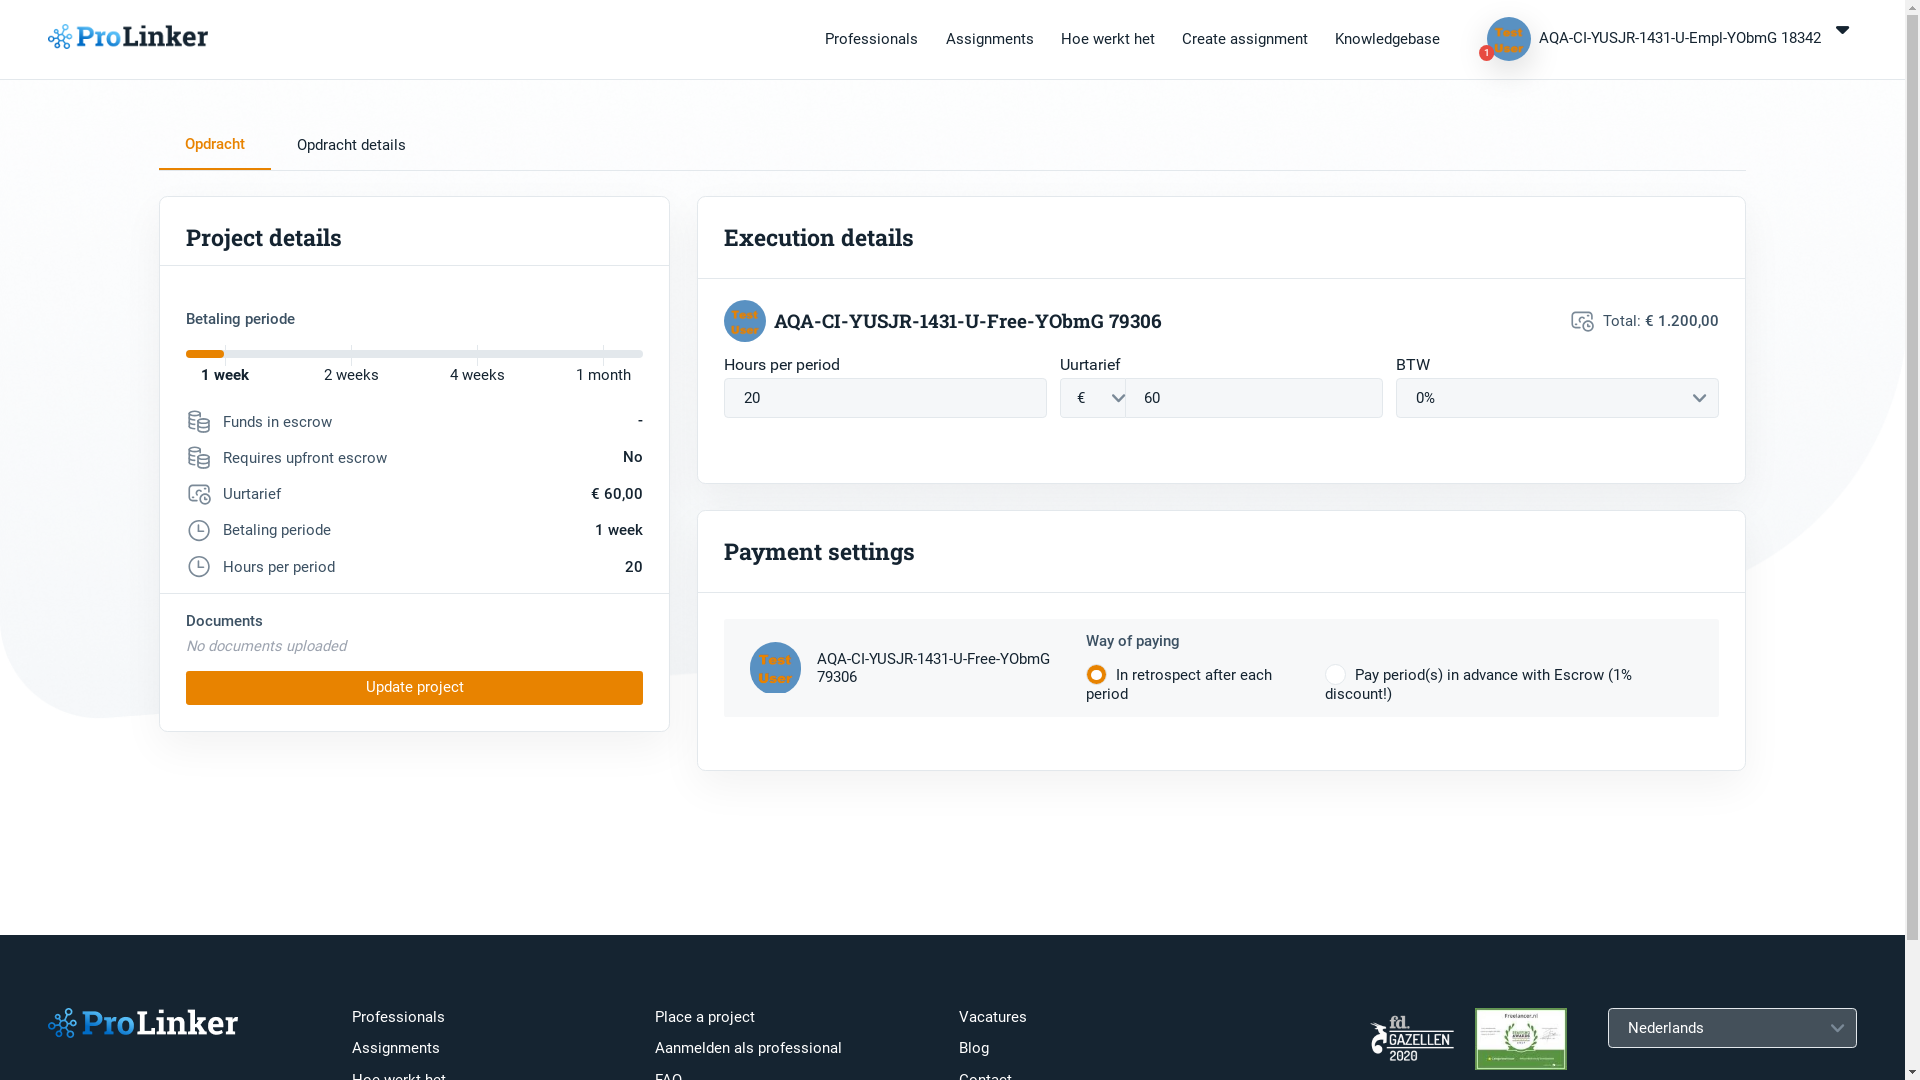 ProLinker
Professionals
Assignments
Hoe werkt het
Create assignment
Knowledgebase
Test
User
1
AQA-CI-YUSJR-1431-U-Empl-YObmG 18342
Opdracht
Opdracht details
Project details
Betaling periode
1 week
2 weeks
4 weeks
1 month
Funds in escrow
-
Requires upfront escrow
No
Uurtarief
€ 60,00
Betaling periode
1 week
Hours per period
20
Documents
No documents uploaded
Update project
Execution details
Test
User
AQA-CI-YUSJR-1431-U-Free-YObmG 79306
Total: € 1.200,00
Hours per period
20
Uurtarief
€
60
BTW
0%
Payment settings
Test
User
AQA-CI-YUSJR-1431-U-Free-YObmG
79306
Way of paying
In retrospect after each
period
Pay period(s) in advance with Escrow (1%
discount!)
ProLinker
Professionals
Assignments
Hoe werkt het
Place a project
Aanmelden als professional
FAQ
Vacatures
Blog
Contact
fd.
GAZELLEN
2020
Freelancer.nl
Nederlands